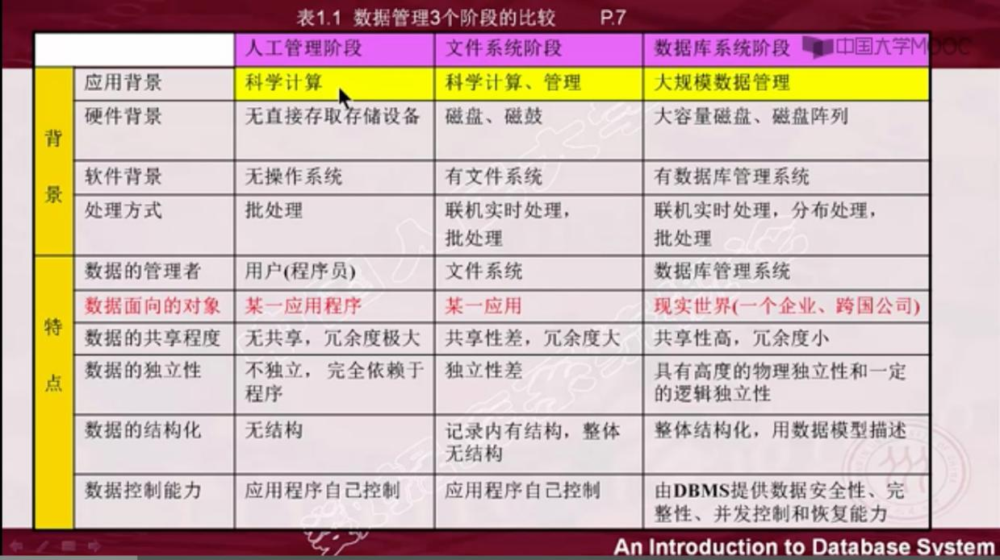 表1.1 数据管理3个阶段的比较 P.7
人工管理阶段 文件系统阶段 数据库系统阶段 中国大学MOOC
背景
应用背景 科学计算 科学计算、管理 大规模数据管理
硬件背景 无直接存取存储设备 磁盘、磁鼓 大容量磁盘、磁盘阵列
软件背景 无操作系统 有文件系统 有数据库管理系统
处理方式 批处理 联机实时处理， 联机实时处理，分布处理，
批处理 批处理
特点
数据的管理者 用户(程序员) 文件系统 数据库管理系统
数据面向的对象 某一应用程序 某一应用 现实世界(一个企业、跨国公司)
数据的共享程度 无共享，冗余度极大 共享性差，冗余度大 共享性高，冗余度小
数据的独立性 不独立， 完全依赖于 独立性差 具有高度的物理独立性和一定
程序 的逻辑独立性
数据的结构化 无结构 记录内有结构，整体 整体结构化，用数据模型描述
无结构
数据控制能力 应用程序自己控制 应用程序自己控制 由DBMS提供数据安全性、完
整性、并发控制和恢复能力
An Introduction to Database System